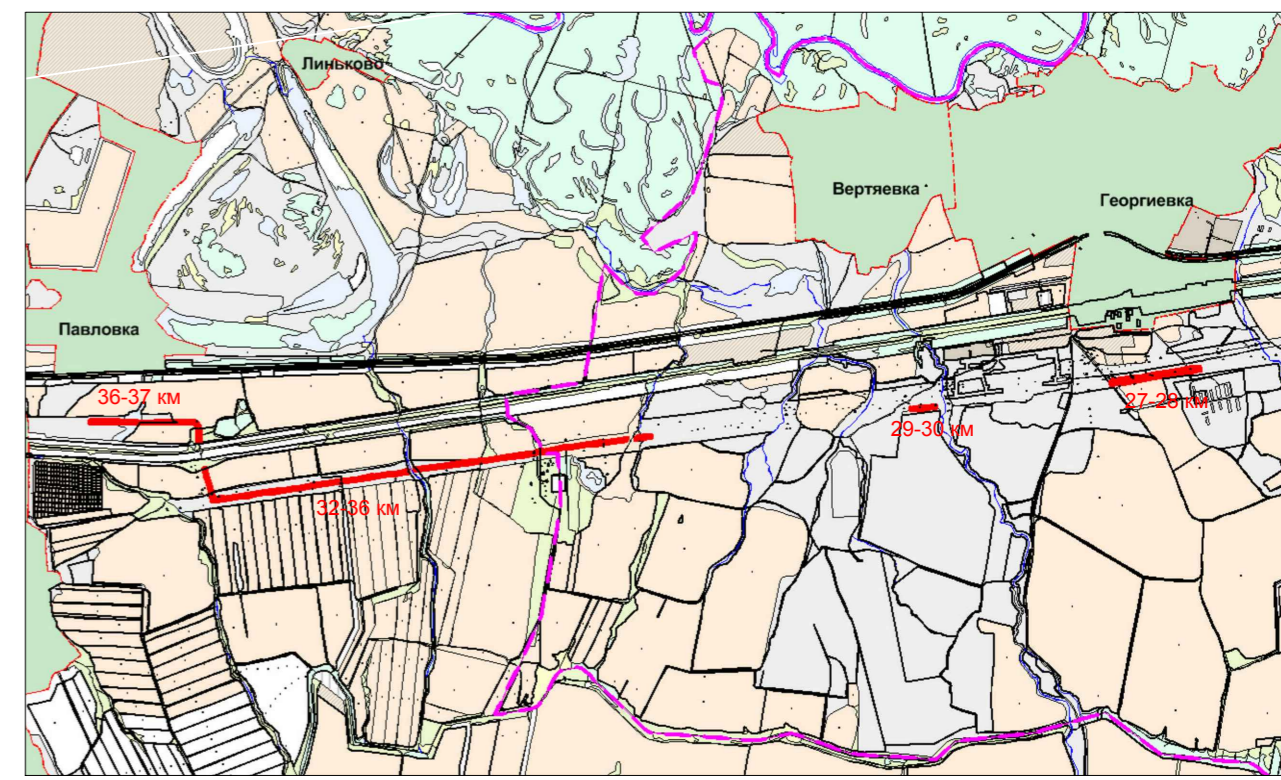 Линьково
Вертяевка
Георгиевка
Павловка
36-37 км
27-28 км
29-30 км
32-36 км